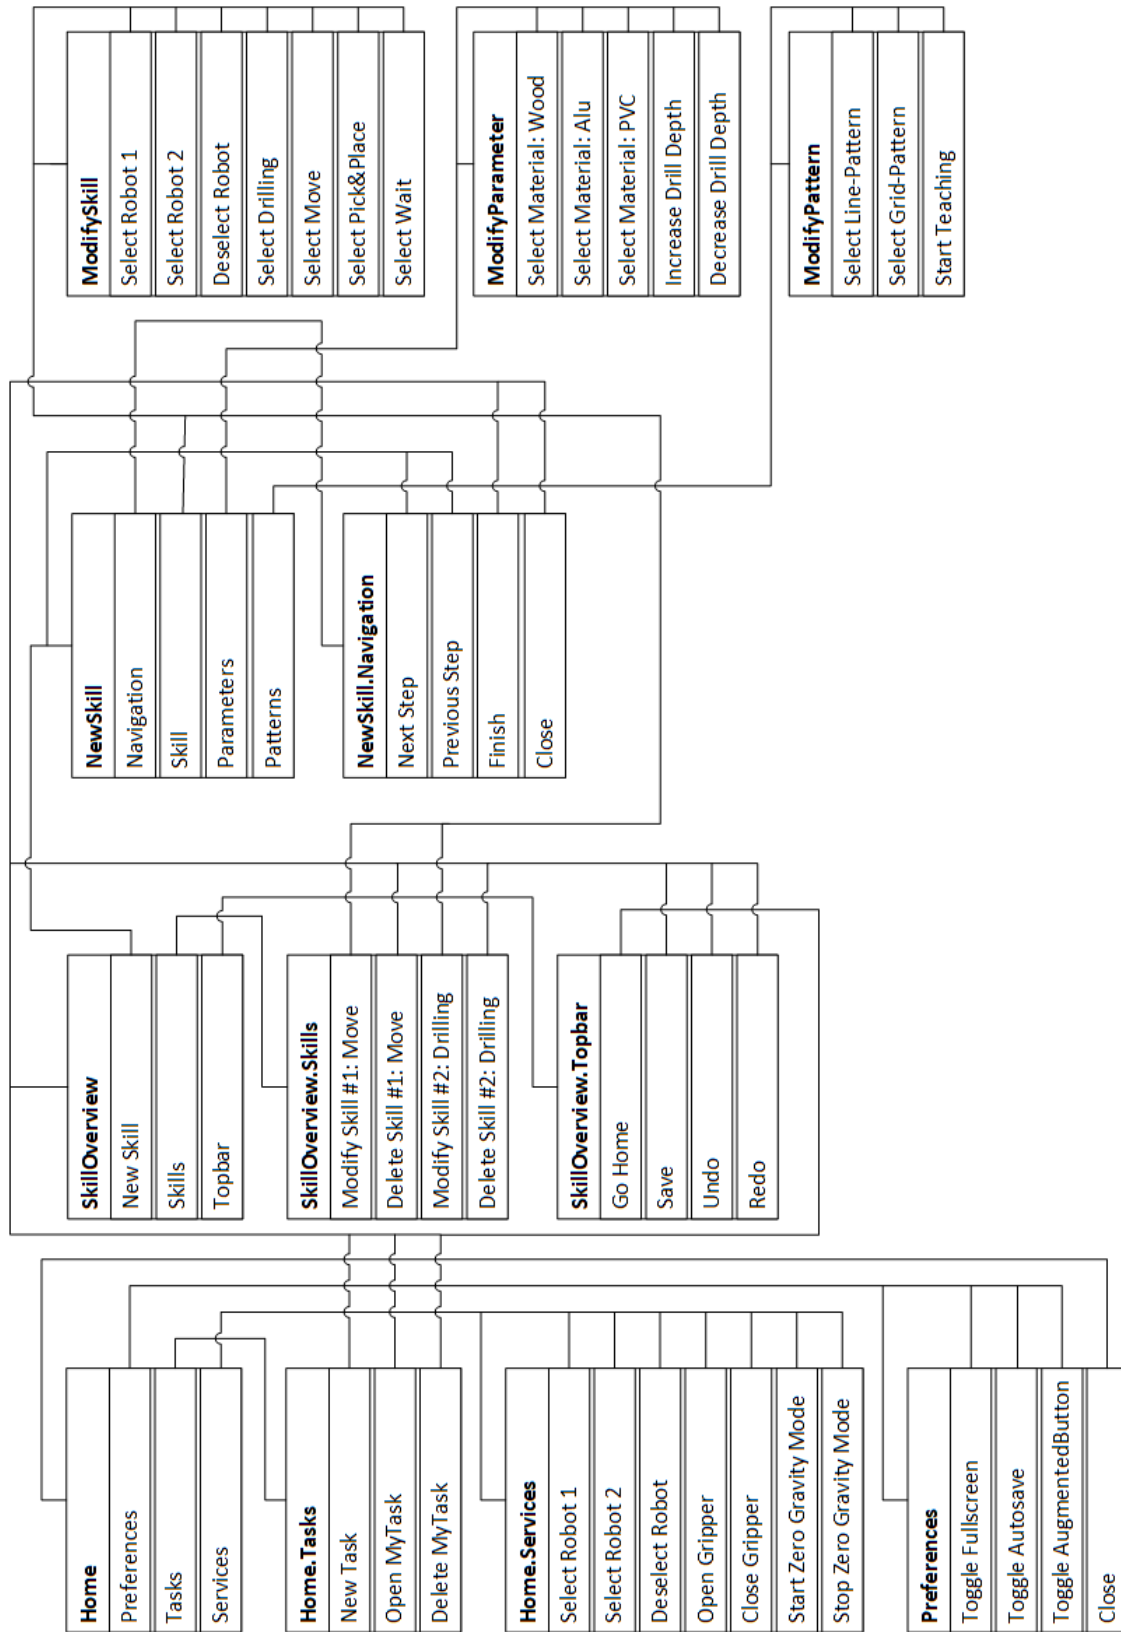 Home
Preferences
Tasks
Services
Home.Tasks
New Task
Open MyTask
Delete MyTask
Home.Services
Select Robot 1
Select Robot 2
Deselect Robot
Open Gripper
Close Gripper
Start Zero Gravity Mode
Stop Zero Gravity Mode
Preferences
Toggle Fullscreen
Toggle Autosave
Toggle AugmentedButton
Close
SkillOverview
New Skill
Skills
Topbar
SkillOverview.Skills
Modify Skill #1: Move
Delete Skill #1: Move
Modify Skill #2: Drilling
Delete Skill #2: Drilling
SkillOverview.Topbar
Go Home
Save
Undo
Redo
NewSkill
Navigation
Skill
Parameters
Patterns
NewSkill.Navigation
Next Step
Previous Step
Finish
Close
ModifySkill
Select Robot 1
Select Robot 2
Deselect Robot
Select Drilling
Select Move
Select Pick&Place
Select Wait
ModifyParameter
Select Material: Wood
Select Material: Alu
Select Material: PVC
Increase Drill Depth
Decrease Drill Depth
ModifyPattern
Select Line-Pattern
Select Grid-Pattern
Start Teaching